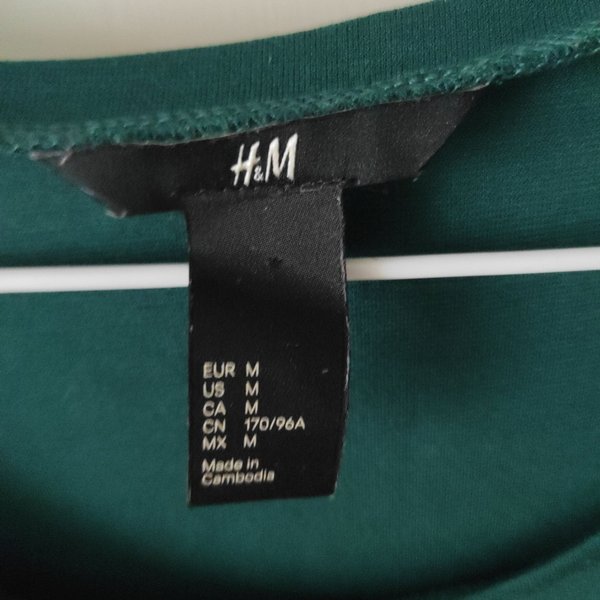 H&M
EUR M
US M
CA M
CN 170/96A
MX M
Made in
Cambodia